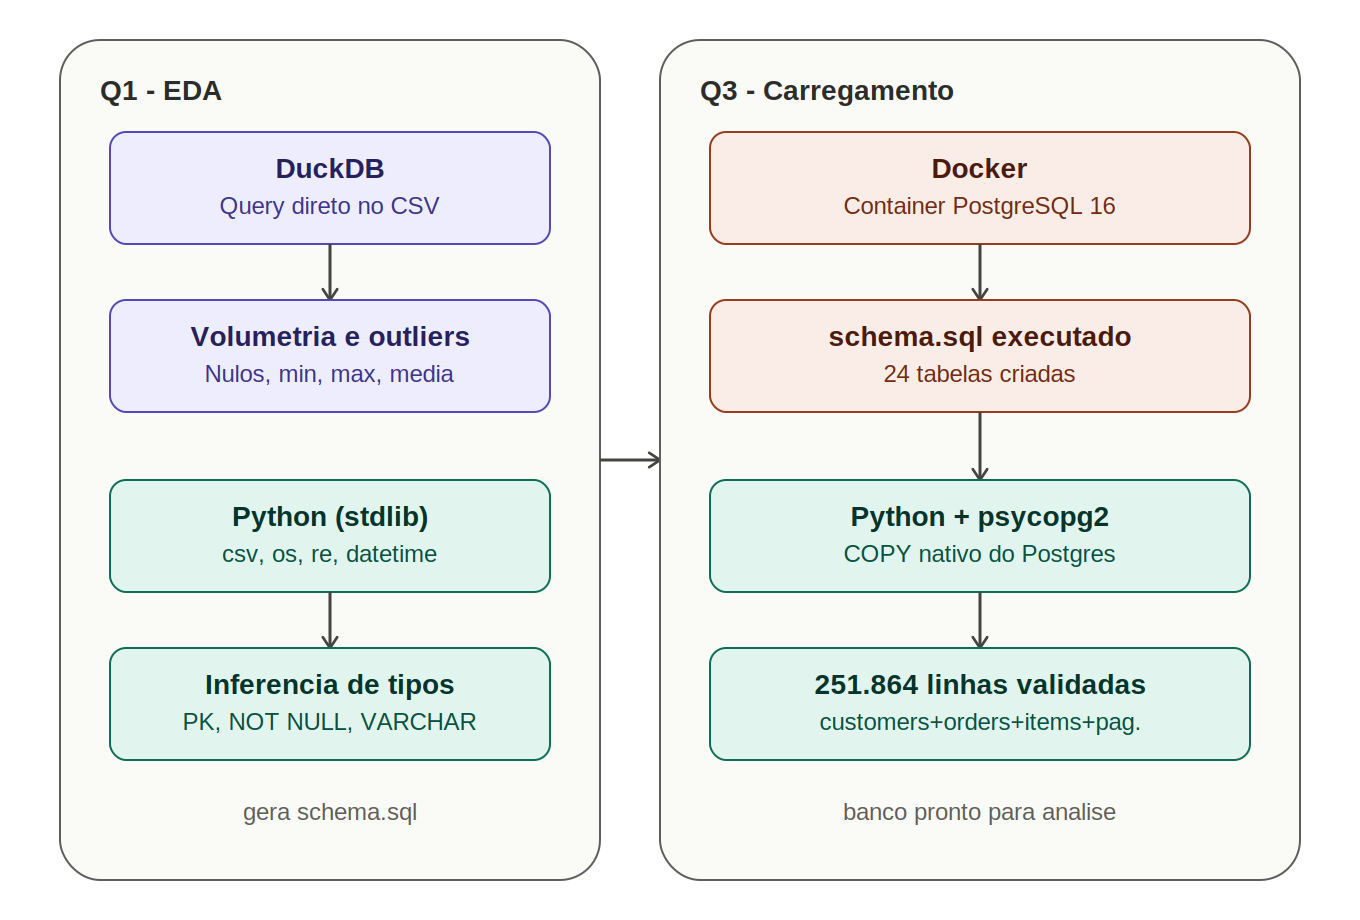 Q1 - EDA
DuckDB
Query direto no CSV
Volumetria e outliers
Nulos, min, max, media
Python (stdlib)
csv, os, re, datetime
Inferencia de tipos
PK, NOT NULL, VARCHAR
gera schema.sql
Q3 - Carregamento
Docker
Container PostgreSQL 16
schema.sql executado
24 tabelas criadas
Python + psycopg2
COPY nativo do Postgres
251.864 linhas validadas
customers+orders+items+pag.
banco pronto para analise